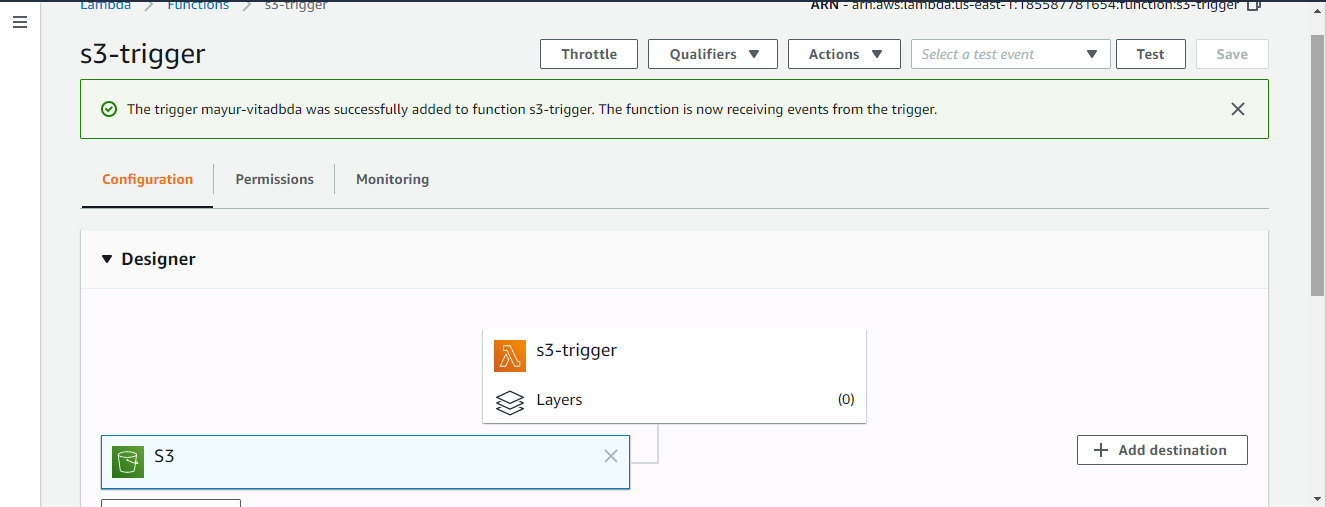 Lambda > Functions > s3-trigger
ARN - arn:aws:lambda:us-east-1:185587781654:function:s3-trigger
s3-trigger
Throttle
Qualifiers
Actions
Select a test event
Test
Save
The trigger mayur-vitadbda was successfully added to function s3-trigger. The function is now receiving events from the trigger.
Configuration
Permissions
Monitoring
Designer
s3-trigger
Layers
(0)
S3
Add destination